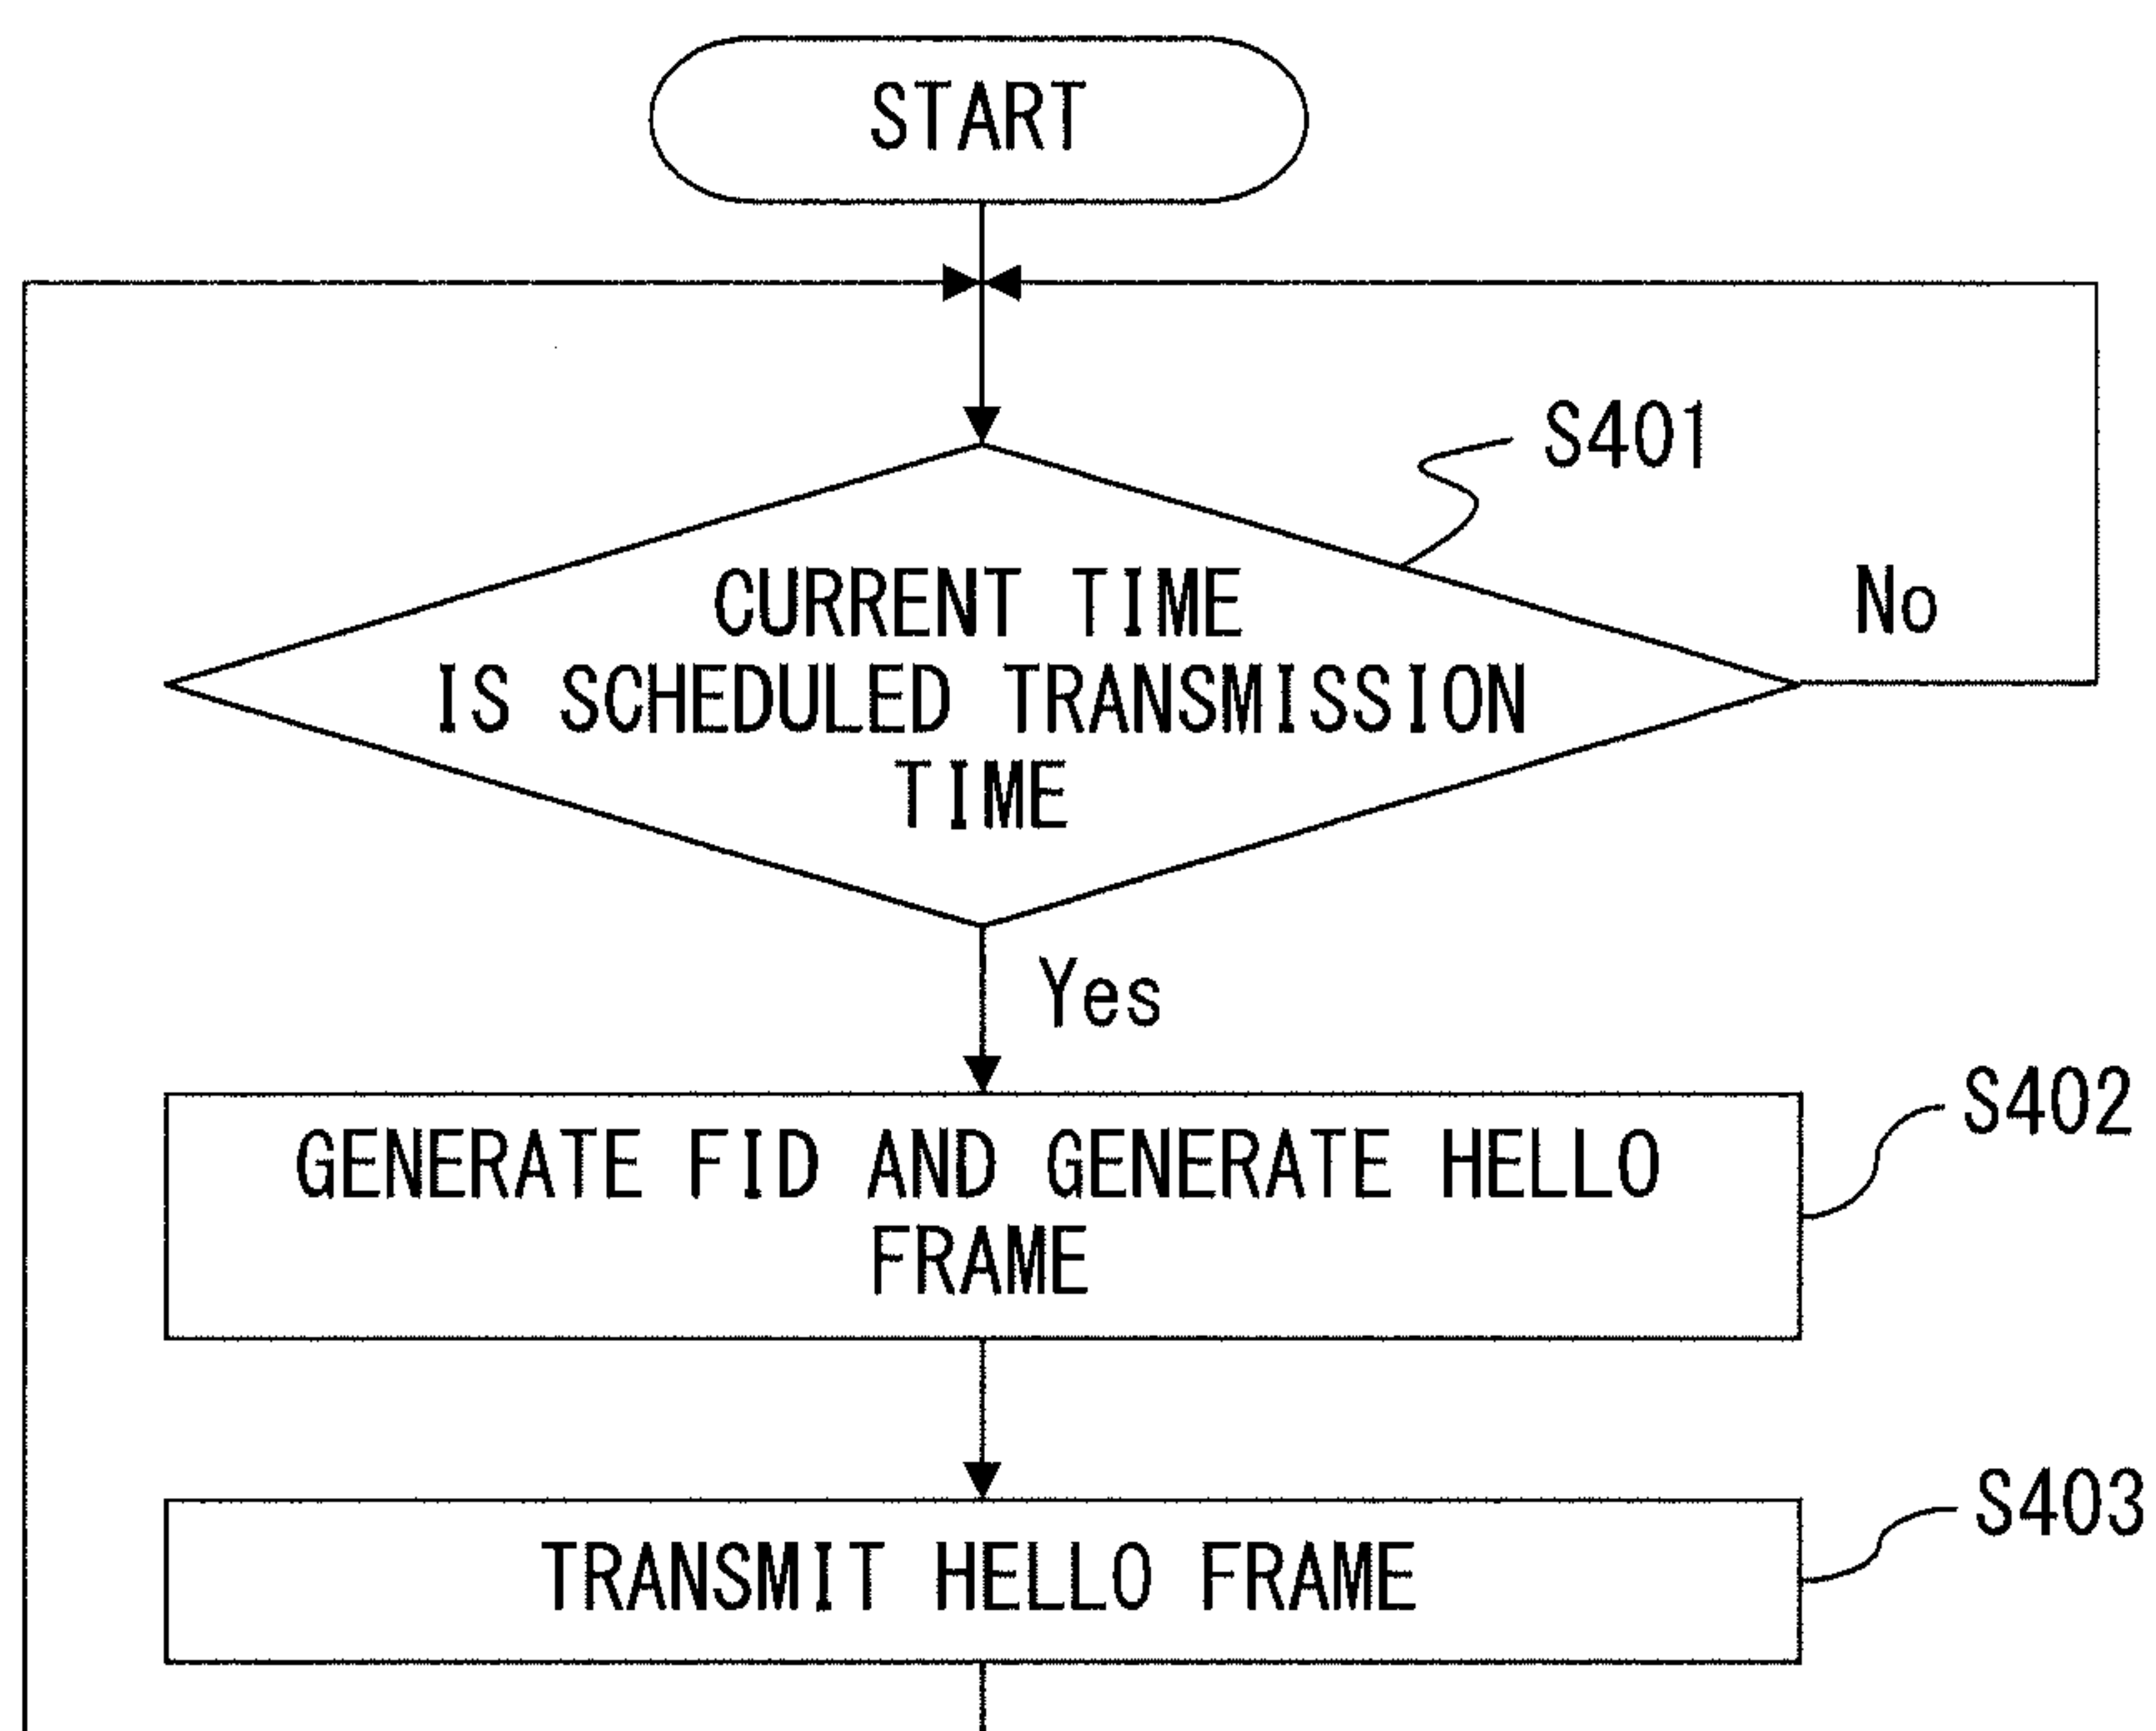 START
S401
CURRENT TIME
No
IS SCHEDULED TRANSMISSION
TIME
Yes
S402
GENERATE FID AND GENERATE HELLO
FRAME
S403
TRANSMIT HELLO FRAME